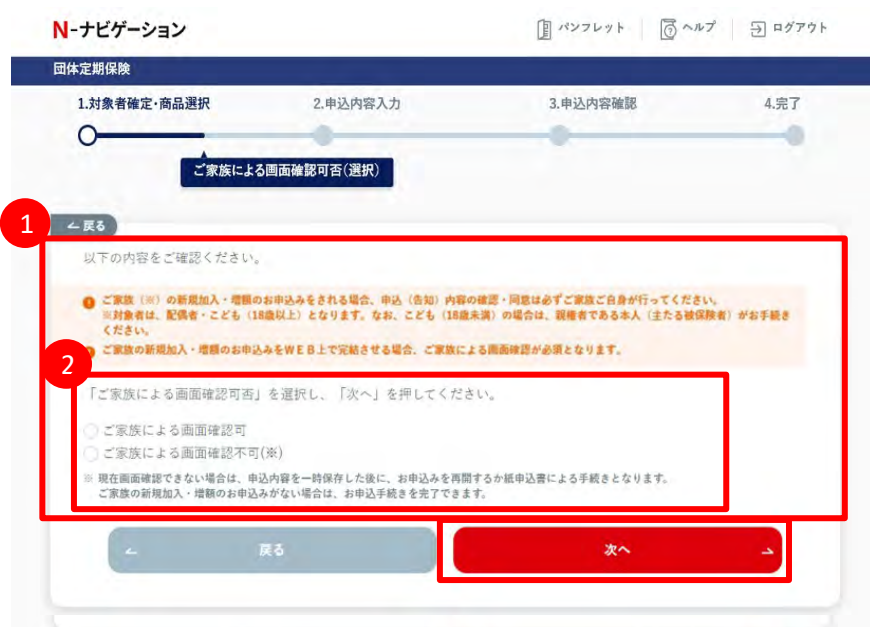 N-ナビゲーション
パンフレット
ヘルプ
ログアウト
団体定期保険
1.対象者確定・商品選択
2.申込内容入力
3.申込内容確認
4.完了
ご家族による画面確認可否(選択)
1
戻る
以下の内容をご確認ください。
ご家族（※）の新規加入・増額のお申込みをされる場合、申込（告知）内容の確認・同意は必ずご家族ご自身が行ってください。
※対象者は、配偶者・こども（18歳以上）となります。なお、こども（18歳未満）の場合は、親権者である本人（主たる被保険者）がお手続き
ください。
ご家族の新規加入・増額のお申込みをWEB上で完結させる場合、ご家族による画面確認が必須となります。
2
「ご家族による画面確認可否」を選択し、「次へ」を押してください。
ご家族による画面確認可
ご家族による画面確認不可(※)
※ 現在画面確認できない場合は、申込内容を一時保存した後に、お申込みを再開するか紙申込書による手続きとなります。
ご家族の新規加入・増額のお申込みがない場合は、お申込手続きを完了できます。
戻る
次へ